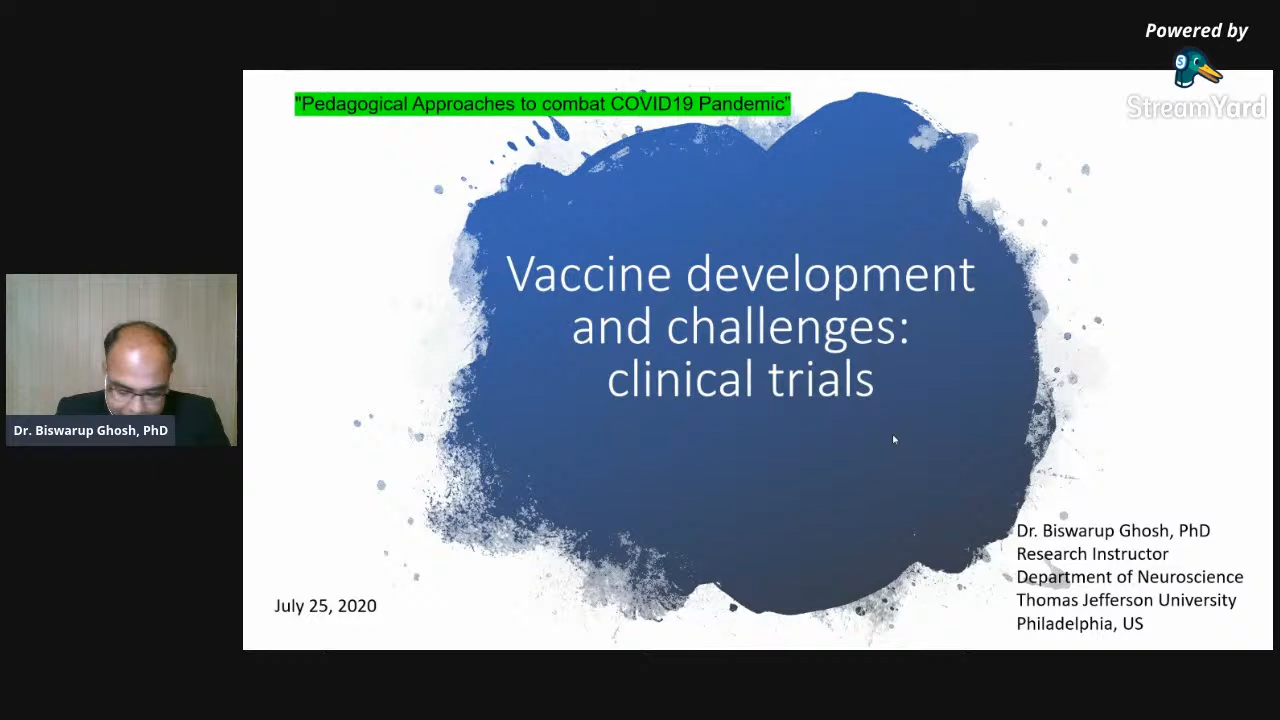 Powered by
StreamYard
"Pedagogical Approaches to combat COVID19 Pandemic"
Vaccine development
and challenges:
clinical trials
Dr. Biswarup Ghosh, PhD
Dr. Biswarup Ghosh, PhD
Research Instructor
Department of Neuroscience
Thomas Jefferson University
Philadelphia, US
July 25, 2020